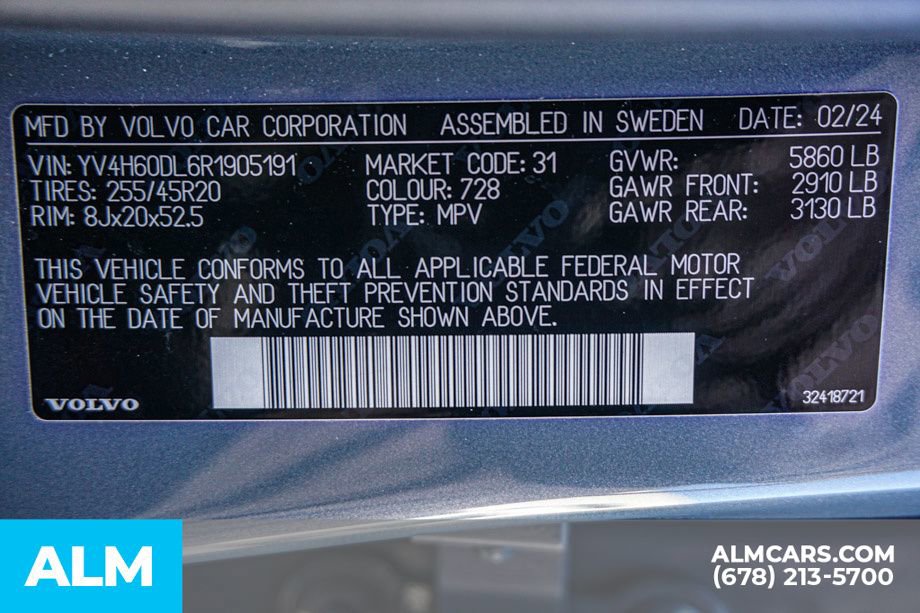 MFD BY VOLVO CAR CORPORATION ASSEMBLED IN SWEDEN DATE: 02/24
VIN: YV4H60DL6R1905191 MARKET CODE: 31 GVWR: 5860 LB
TIRES: 255/45R20 COLOUR: 728 GAWR FRONT: 2910 LB
RIM: 8Jx20x52.5 TYPE: MPV GAWR REAR: 3130 LB
THIS VEHICLE CONFORMS TO ALL APPLICABLE FEDERAL MOTOR
VEHICLE SAFETY AND THEFT PREVENTION STANDARDS IN EFFECT
ON THE DATE OF MANUFACTURE SHOWN ABOVE.
VOLVO 32418721
ALM ALMCARS.COM
(678) 213-5700